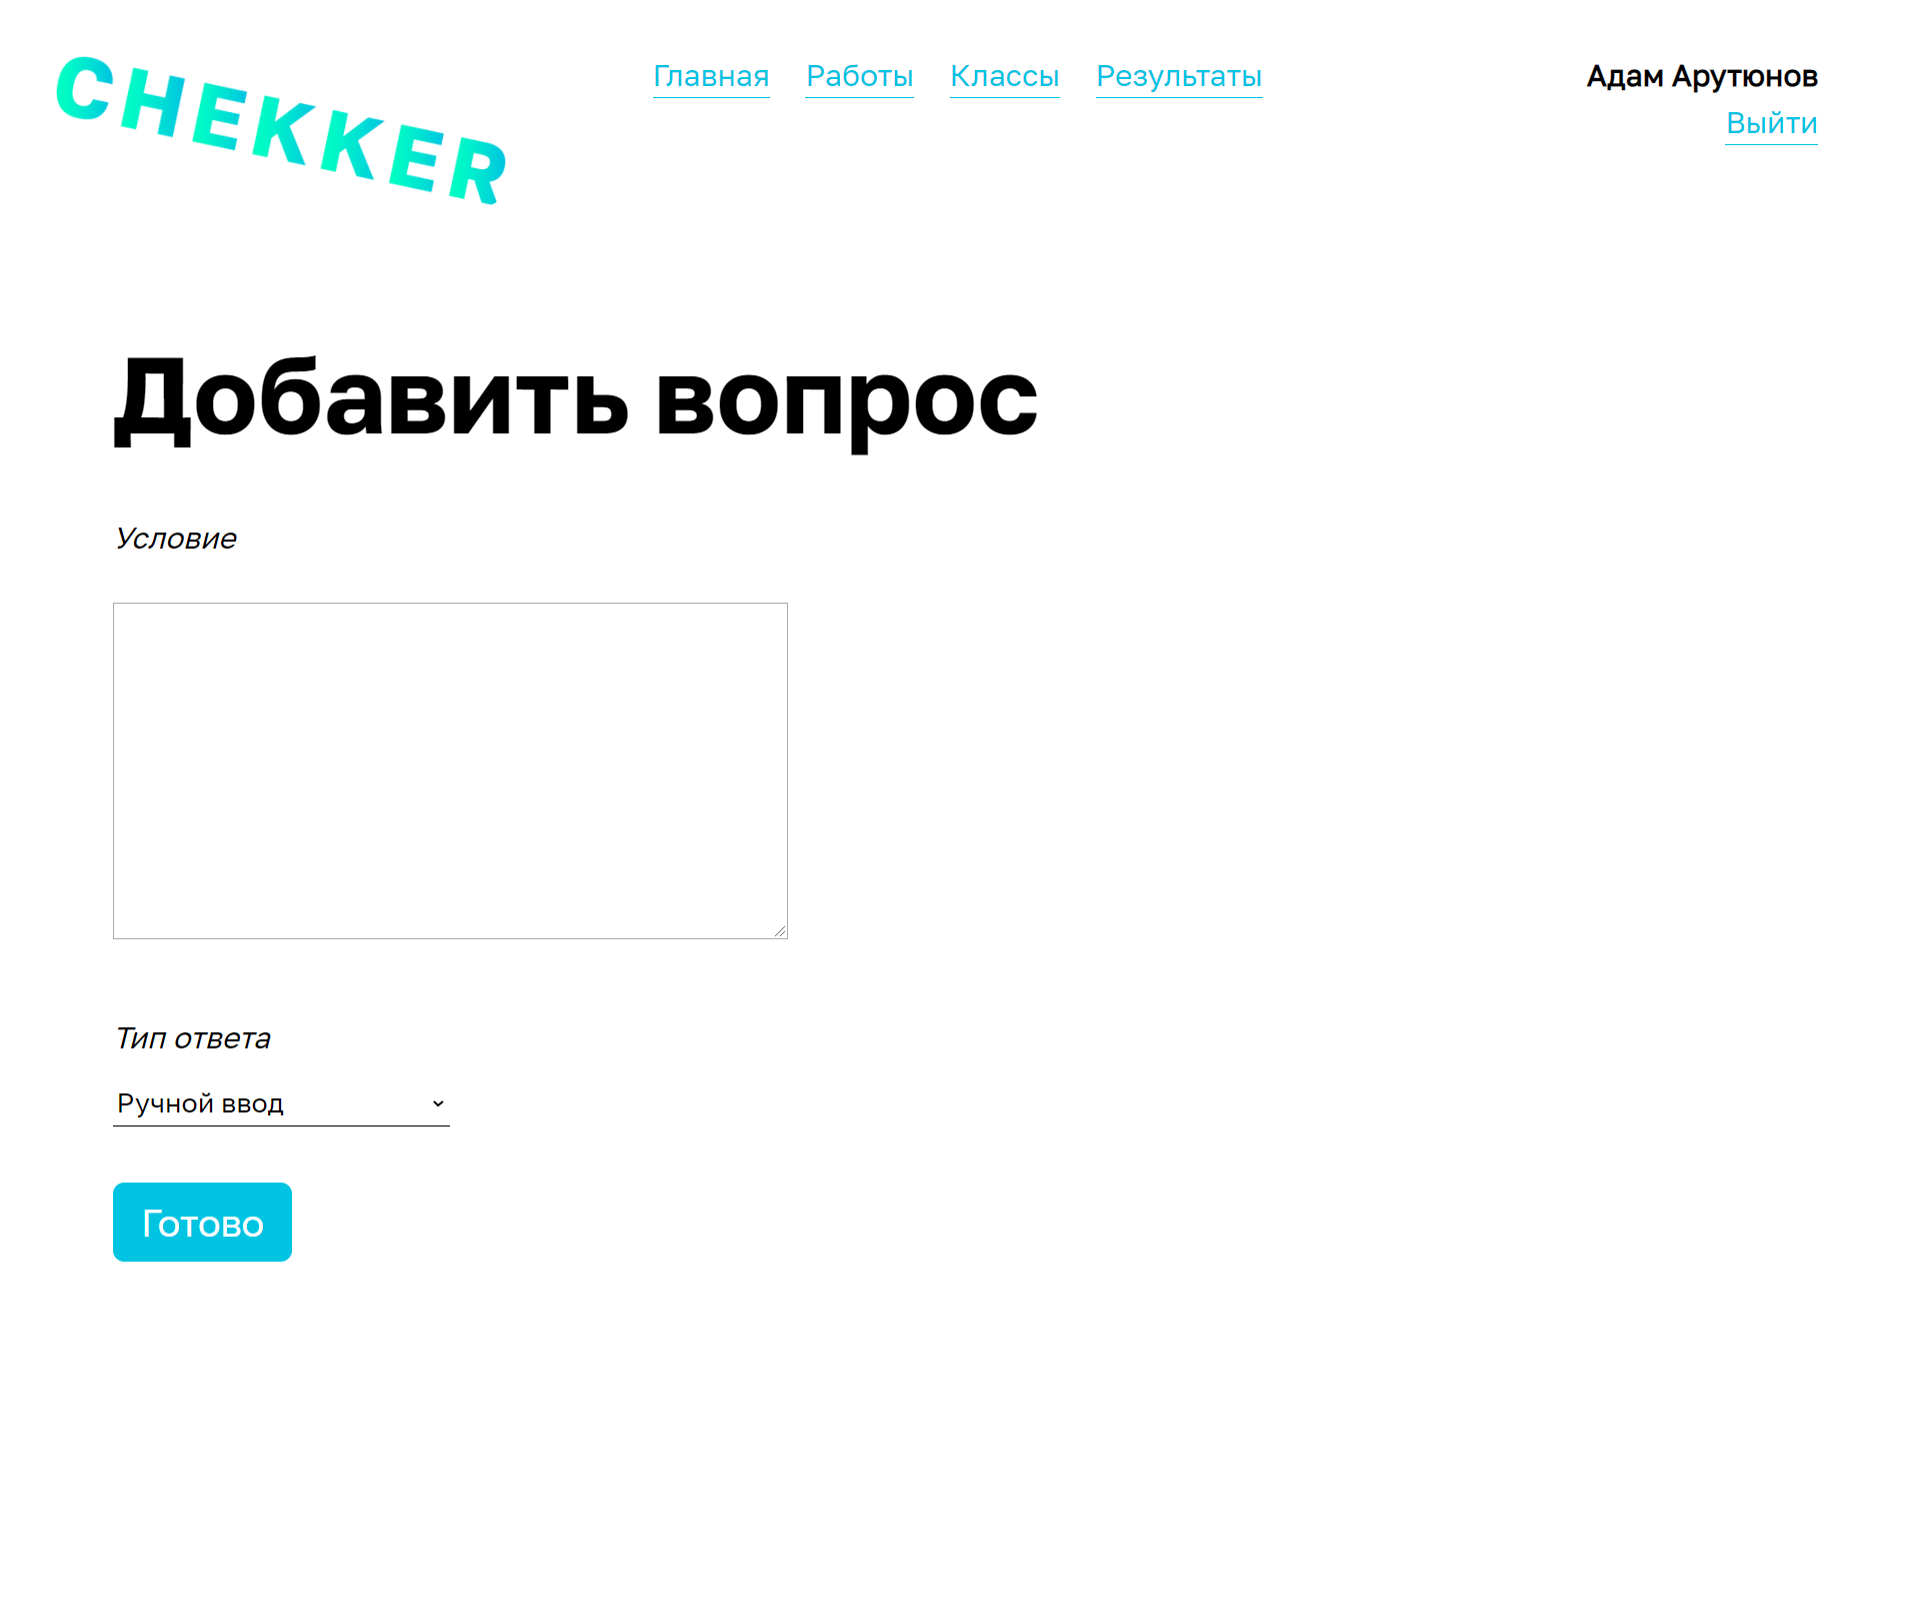 CHEKKER
Главная Работы Классы Результаты
Адам Арутюнов
Выйти
Добавить вопрос
Условие
Тип ответа
Ручной ввод
Готово